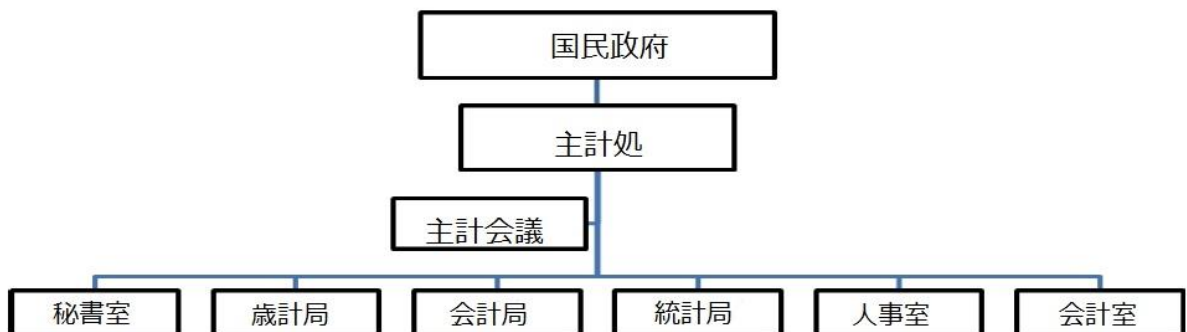 国民政府
主計処
主計会議
秘書室
歳計局
会計局
統計局
人事室
会計室